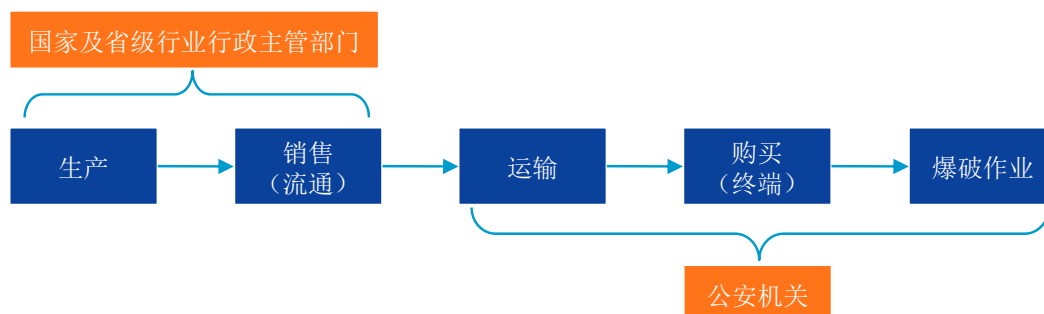 国家及省级行业行政主管部门
生产
销售
（流通）
运输
购买
（终端）
爆破作业
公安机关